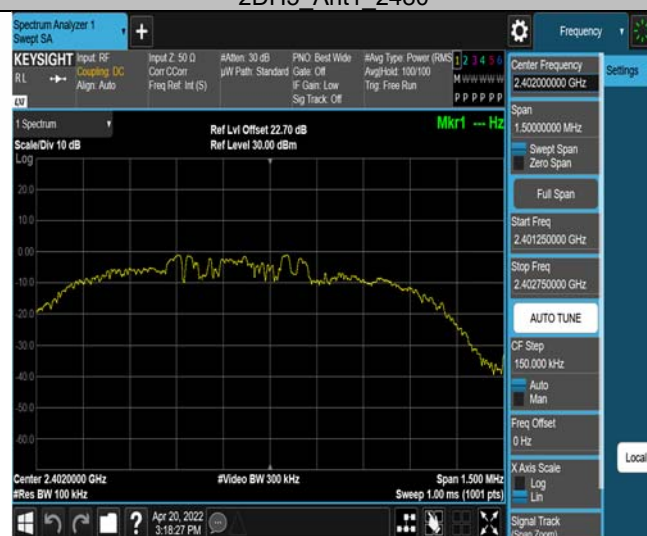 2DH5_Ant1_2480
Spectrum Analyzer 1
Swept SA
+
Frequency
KEYSIGHT
RL
Input: RF
Coupling: DC
Align: Auto
Input Z: 50 Ω
Corr CCorr
Freq Ref: Int (S)
#Atten: 30 dB
µW Path: Standard
PNO: Best Wide
Gate: Off
IF Gain: Low
Sig Track: Off
#Avg Type: Power (RMS
Avg|Hold: 100/100
Trig: Free Run
1 2 3 4 5 6
M w w w w w
P P P P P P
Center Frequency
2.402000000 GHz
Settings
Span
1.50000000 MHz
Swept Span
Zero Span
Full Span
Start Freq
2.401250000 GHz
Stop Freq
2.402750000 GHz
AUTO TUNE
CF Step
150.000 kHz
Auto
Man
Freq Offset
0 Hz
X Axis Scale
Log
Lin
Local
Signal Track
(Span Zoom)
1 Spectrum
Scale/Div 10 dB
Log
Ref Lvl Offset 22.70 dB
Ref Level 30.00 dBm
Mkr1 --- Hz
20.0
10.0
0.00
-10.0
-20.0
-30.0
-40.0
-50.0
-60.0
Center 2.4020000 GHz
#Res BW 100 kHz
#Video BW 300 kHz
Span 1.500 MHz
Sweep 1.00 ms (1001 pts)
?
Apr 20, 2022
3:18:27 PM